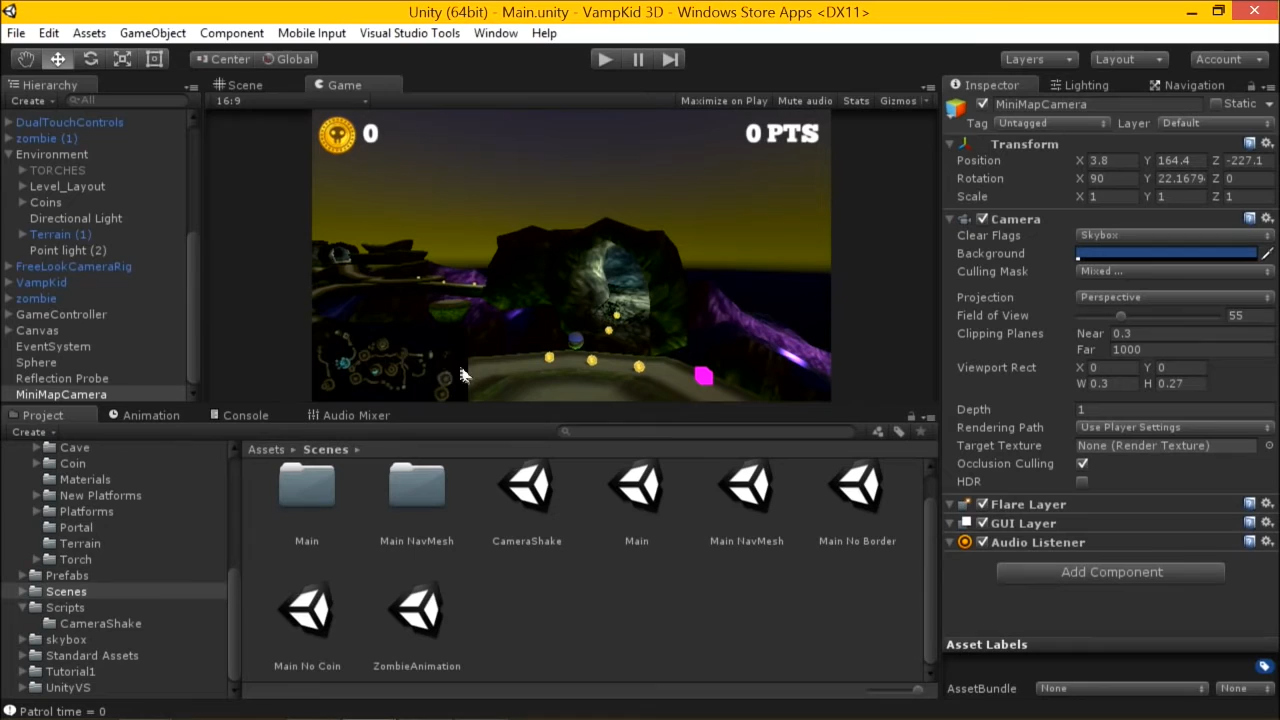 Unity (64bit) - Main.unity - VampKid 3D - Windows Store Apps <DX11>
File Edit Assets GameObject Component Mobile Input Visual Studio Tools Window Help
Center Global Layers Layout Account
Hierarchy
Create All
DualTouchControls
zombie (1)
Environment
TORCHES
Level_Layout
Coins
Directional Light
Terrain (1)
Point light (2)
FreeLookCameraRig
VampKid
zombie
GameController
Canvas
EventSystem
Sphere
Reflection Probe
MiniMapCamera
Scene Game
16:9 Maximize on Play Mute audio Stats Gizmos
0 0 PTS
Inspector Lighting Navigation
MiniMapCamera Static
Tag Untagged Layer Default
Transform
Position X 3.8 Y 164.4 Z -227.1
Rotation X 90 Y 22.1679 Z 0
Scale X 1 Y 1 Z 1
Camera
Clear Flags Skybox
Background
Culling Mask Mixed ...
Projection Perspective
Field of View 55
Clipping Planes Near 0.3
Far 1000
Viewport Rect X 0 Y 0
W 0.3 H 0.27
Depth 1
Rendering Path Use Player Settings
Target Texture None (Render Texture)
Occlusion Culling
HDR
Flare Layer
GUI Layer
Audio Listener
Add Component
Asset Labels
AssetBundle None None
Project Animation Console Audio Mixer
Create
Cave
Coin
Materials
New Platforms
Platforms
Portal
Terrain
Torch
Prefabs
Scenes
Scripts
CameraShake
skybox
Standard Assets
Tutorial1
UnityVS
Assets Scenes
Main Main NavMesh CameraShake Main Main NavMesh Main No Border
Main No Coin ZombieAnimation
Patrol time = 0